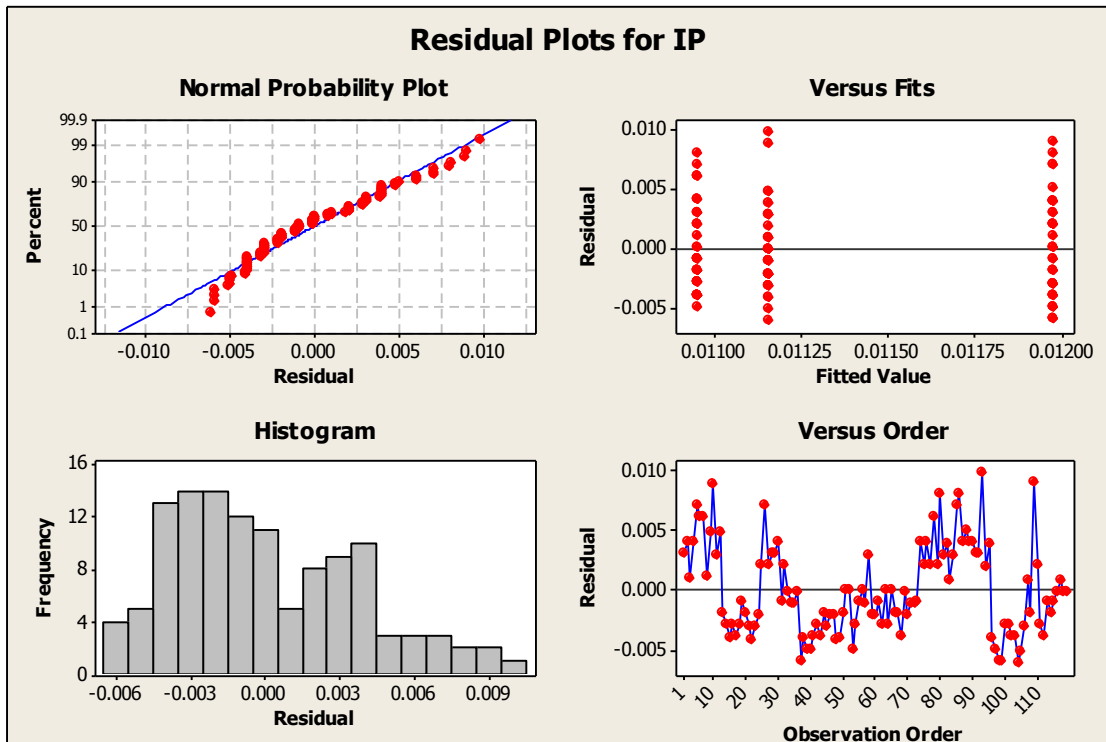 Residual Plots for IP
Normal Probability Plot
Percent
99.9
99
90
50
10
1
0.1
-0.010 -0.005 0.000 0.005 0.010
Residual
Versus Fits
Residual
0.010
0.005
0.000
-0.005
0.01100 0.01125 0.01150 0.01175 0.01200
Fitted Value
Histogram
Frequency
16
12
8
4
0
-0.006 -0.003 0.000 0.003 0.006 0.009
Residual
Versus Order
Residual
0.010
0.005
0.000
-0.005
1 10 20 30 40 50 60 70 80 90 100 110
Observation Order